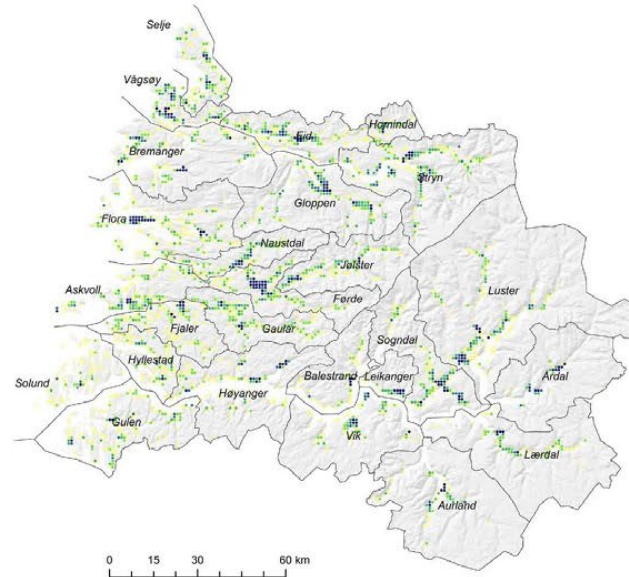 Selje
Vågsøy
Hornindal
Eid
Bremanger
Stryn
Gloppen
Flora
Naustdal
Jølster
Luster
Askvoll
Førde
Fjaler
Gaular
Sogndal
Hyllestad
Solund
Balestrand
Leikanger
Årdal
Høyanger
Gulen
Vik
Lærdal
Aurland
0 15 30 60 km